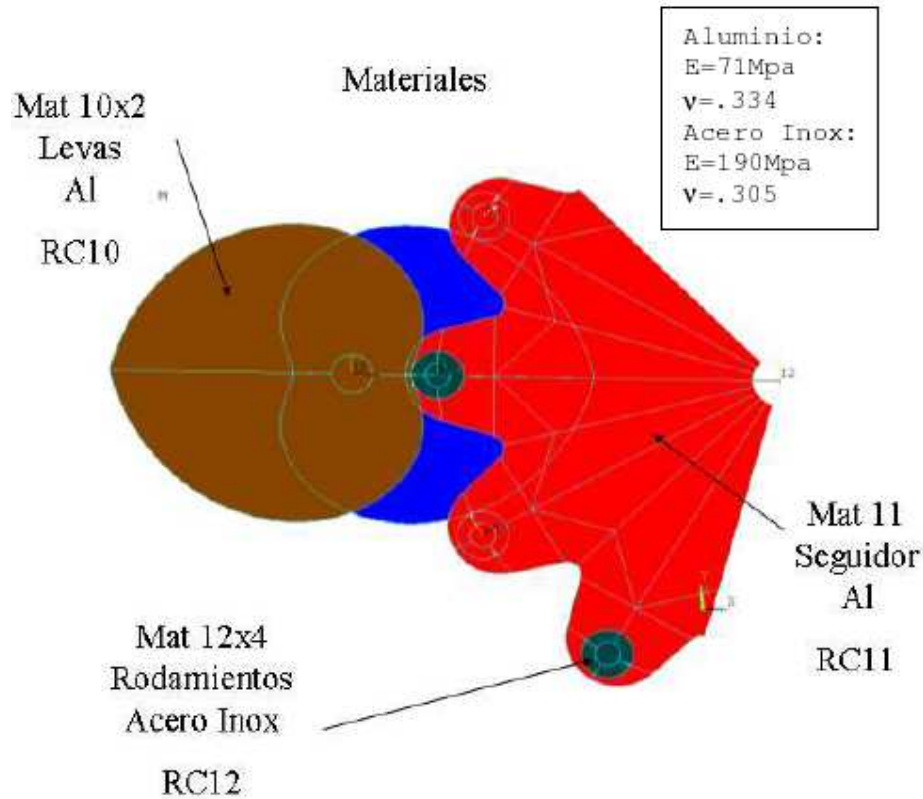 Materiales
Aluminio:
E=71Mpa
ν=.334
Acero Inox:
E=190Mpa
ν=.305
Mat 10x2
Levas
Al
RC10
12
Mat 11
Seguidor
Al
RC11
Mat 12x4
Rodamientos
Acero Inox
RC12